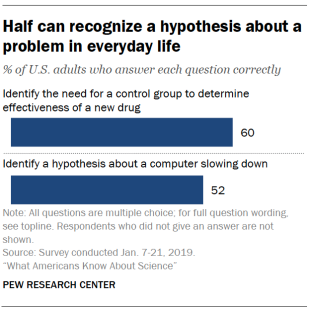 Half can recognize a hypothesis about a
problem in everyday life
% of U.S. adults who answer each question correctly
Identify the need for a control group to determine
effectiveness of a new drug
60
Identify a hypothesis about a computer slowing down
52
Note: All questions are multiple choice; for full question wording,
see topline. Respondents who did not give an answer are not
shown.
Source: Survey conducted Jan. 7-21, 2019.
“What Americans Know About Science”
PEW RESEARCH CENTER